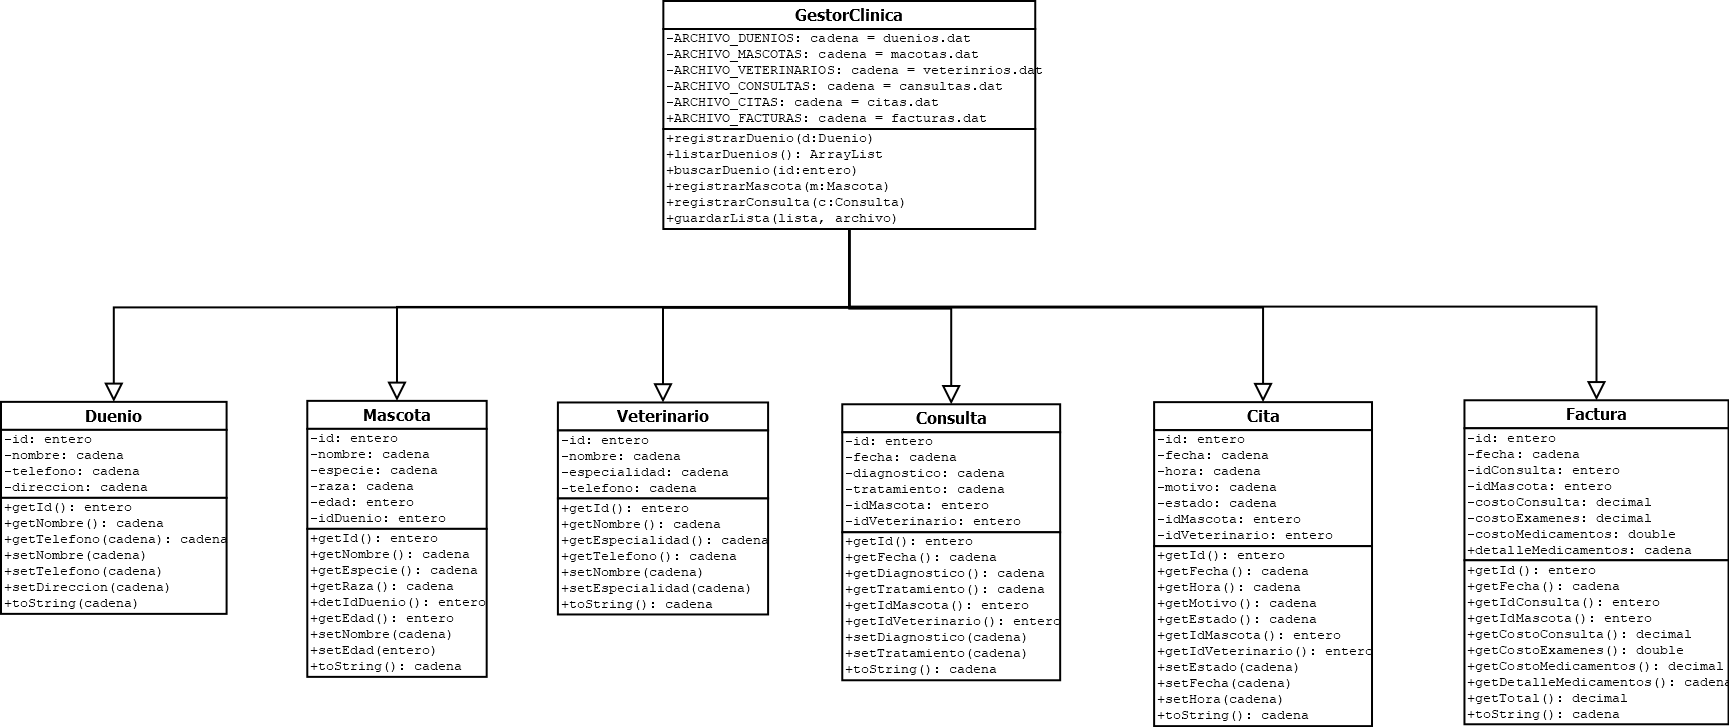 GestorClinica
-ARCHIVO_DUENIOS: cadena = duenios.dat
-ARCHIVO_MASCOTAS: cadena = macotas.dat
-ARCHIVO_VETERINARIOS: cadena = veterinrios.dat
-ARCHIVO_CONSULTAS: cadena = cansultas.dat
-ARCHIVO_CITAS: cadena = citas.dat
+ARCHIVO_FACTURAS: cadena = facturas.dat
+registrarDuenio(d:Duenio)
+listarDuenios(): ArrayList
+buscarDuenio(id:entero)
+registrarMascota(m:Mascota)
+registrarConsulta(c:Consulta)
+guardarLista(lista, archivo)
Duenio
-id: entero
-nombre: cadena
-telefono: cadena
-direccion: cadena
+getId(): entero
+getNombre(): cadena
+getTelefono(cadena): cadena
+setNombre(cadena)
+setTelefono(cadena)
+setDireccion(cadena)
+toString(cadena)
Mascota
-id: entero
-nombre: cadena
-especie: cadena
-raza: cadena
-edad: entero
-idDuenio: entero
+getId(): entero
+getNombre(): cadena
+getEspecie(): cadena
+getRaza(): cadena
+detIdDuenio(): entero
+getEdad(): entero
+setNombre(cadena)
+setEdad(entero)
+toString(): cadena
Veterinario
-id: entero
-nombre: cadena
-especialidad: cadena
-telefono: cadena
+getId(): entero
+getNombre(): cadena
+getEspecialidad(): cadena
+getTelefono(): cadena
+setNombre(cadena)
+setEspecialidad(cadena)
+toString(): cadena
Consulta
-id: entero
-fecha: cadena
-diagnostico: cadena
-tratamiento: cadena
-idMascota: entero
-idVeterinario: entero
+getId(): entero
+getFecha(): cadena
+getDiagnostico(): cadena
+getTratamiento(): cadena
+getIdMascota(): entero
+getIdVeterinario(): entero
+setDiagnostico(cadena)
+setTratamiento(cadena)
+toString(): cadena
Cita
-id: entero
-fecha: cadena
-hora: cadena
-motivo: cadena
-estado: cadena
-idMascota: entero
-idVeterinario: entero
+getId(): entero
+getFecha(): cadena
+getHora(): cadena
+getMotivo(): cadena
+getEstado(): cadena
+getIdMascota(): entero
+getIdVeterinario(): entero
+setEstado(cadena)
+setFecha(cadena)
+setHora(cadena)
+toString(): cadena
Factura
-id: entero
-fecha: cadena
-idConsulta: entero
-idMascota: entero
-costoConsulta: decimal
-costoExamenes: decimal
-costoMedicamentos: double
+detalleMedicamentos: cadena
+getId(): entero
+getFecha(): cadena
+getIdConsulta(): entero
+getIdMascota(): entero
+getCostoConsulta(): decimal
+getCostoExamenes(): double
+getCostoMedicamentos(): decimal
+getDetalleMedicamentos(): cadena
+getTotal(): decimal
+toString(): cadena